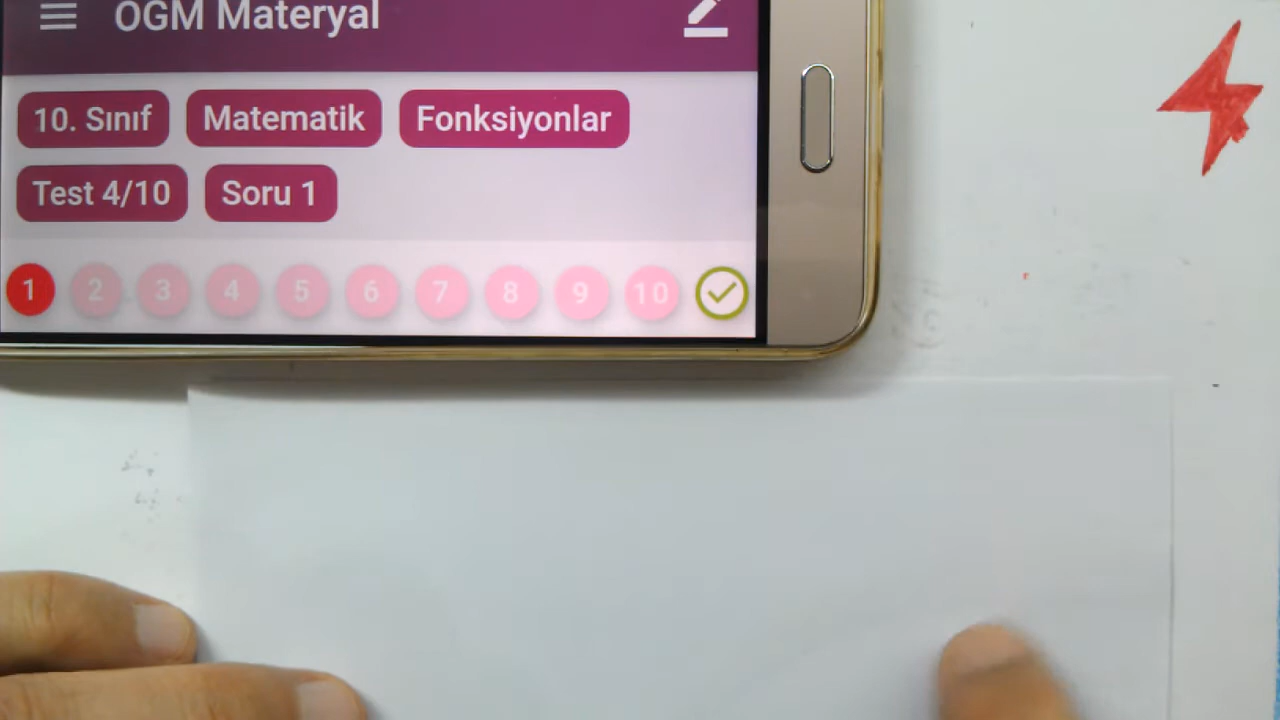 OGM Materyal
10. Sınıf Matematik Fonksiyonlar
Test 4/10 Soru 1
1 2 3 4 5 6 7 8 9 10